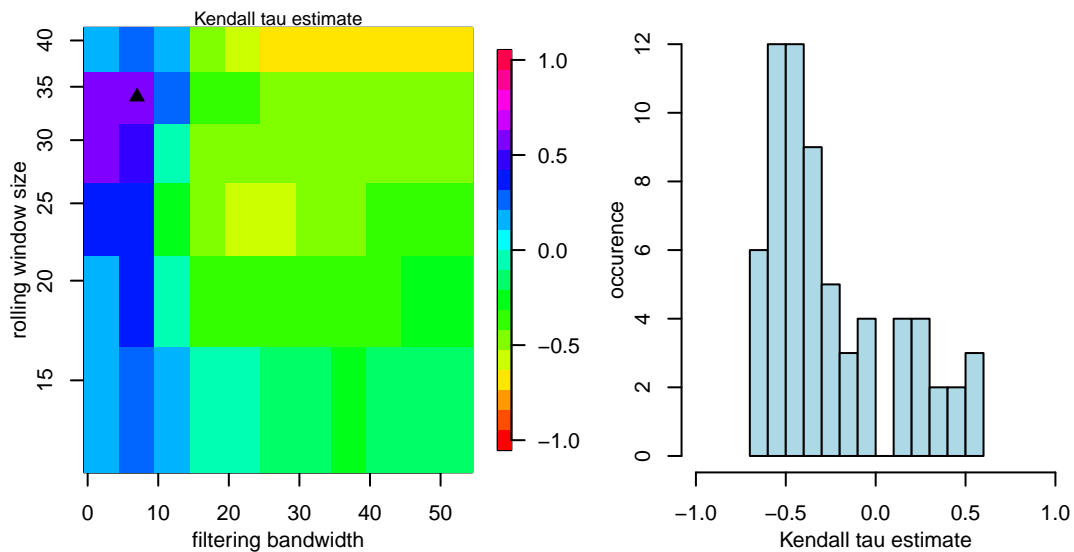 Kendall tau estimate
rolling window size
40
35
30
25
20
15
0 10 20 30 40 50
filtering bandwidth
1.0
0.5
0.0
−0.5
−1.0
occurence
12
10
8
6
4
2
0
−1.0 −0.5 0.0 0.5 1.0
Kendall tau estimate